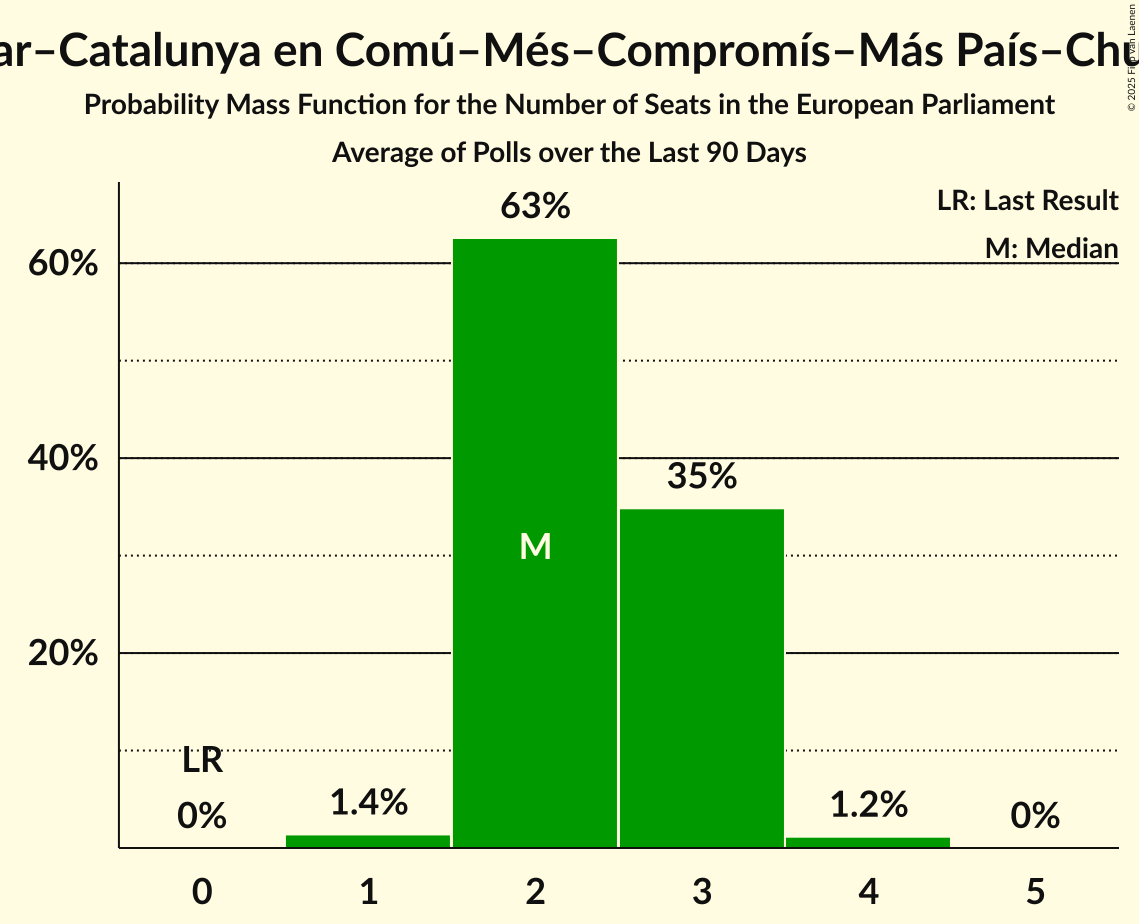 ar–Catalunya en Comú–Més–Compromís–Más País–Chu
© 2025 Filip van Laenen
Probability Mass Function for the Number of Seats in the European Parliament
Average of Polls over the Last 90 Days
LR: Last Result
M: Median
63%
60%
40%
35%
M
20%
LR
0%
1.4%
1.2%
0%
0 1 2 3 4 5